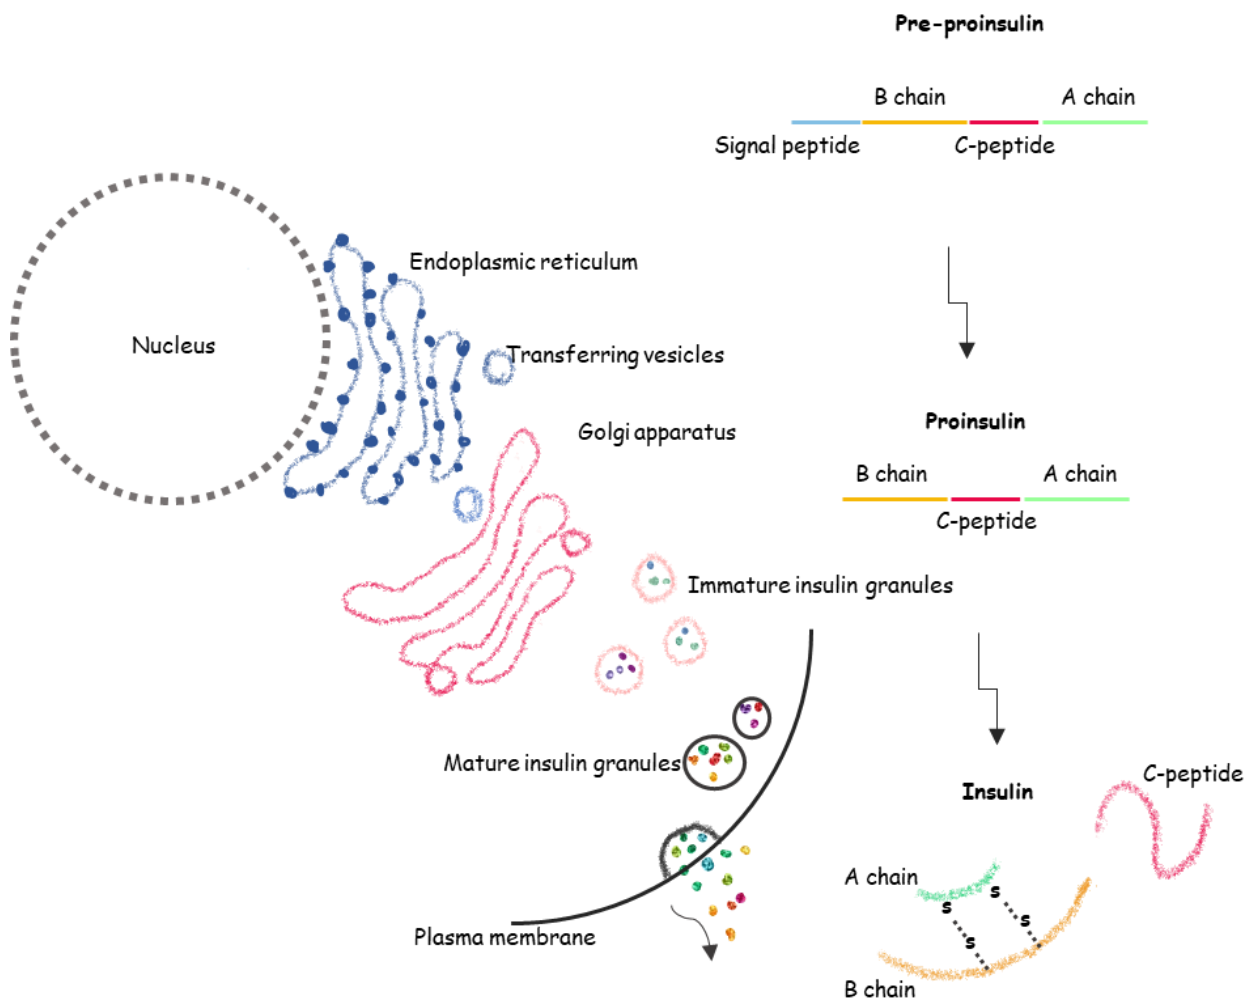 Pre-proinsulin
B chain
A chain
Signal peptide
C-peptide
Endoplasmic reticulum
Nucleus
Transferring vesicles
Golgi apparatus
Proinsulin
B chain
A chain
C-peptide
Immature insulin granules
Mature insulin granules
Insulin
C-peptide
A chain
S
S
S
S
Plasma membrane
B chain